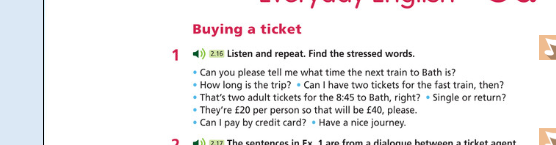 Everyday English
Buying a ticket
1 2.16 Listen and repeat. Find the stressed words.
• Can you please tell me what time the next train to Bath is?
• How long is the trip? • Can I have two tickets for the fast train, then?
• That's two adult tickets for the 8:45 to Bath, right? • Single or return?
• They're £20 per person so that will be £40, please.
• Can I pay by credit card? • Have a nice journey.
2 2.17 The sentences in Ex. 1 are from a dialogue between a ticket agent